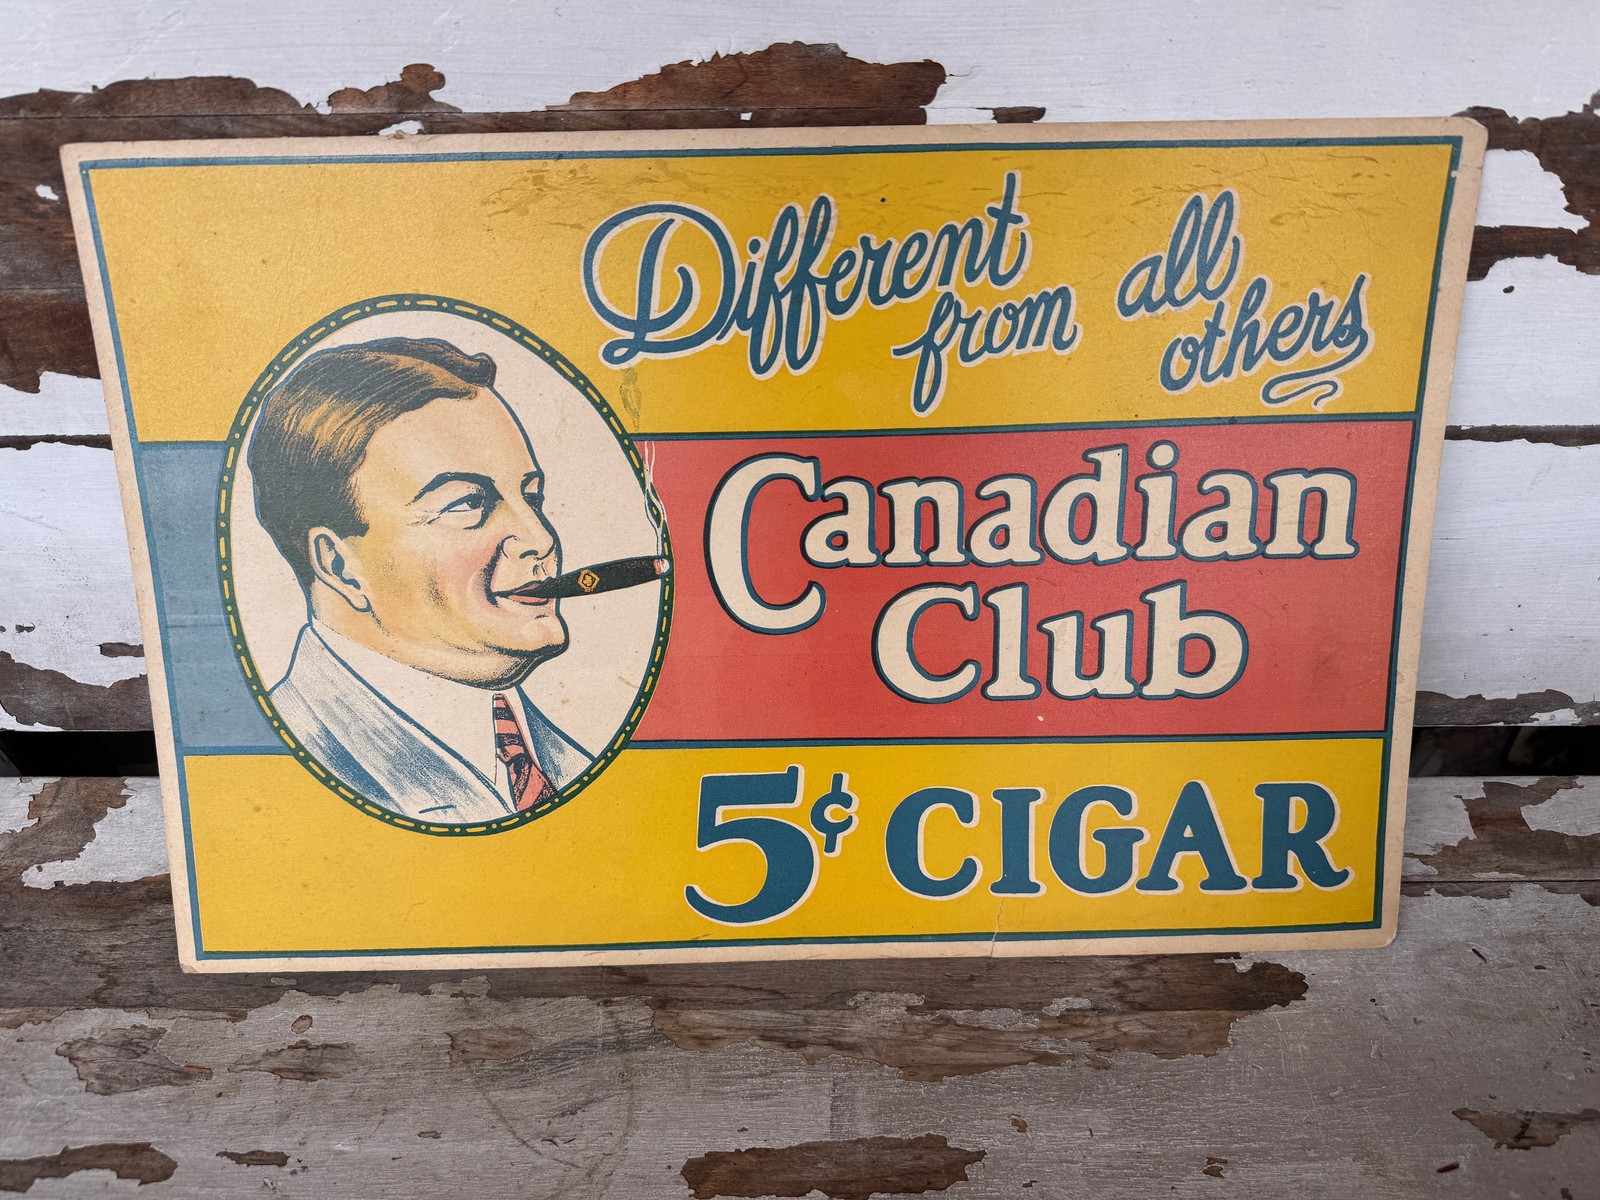 Different all
from others
Canadian
Club
5¢ CIGAR